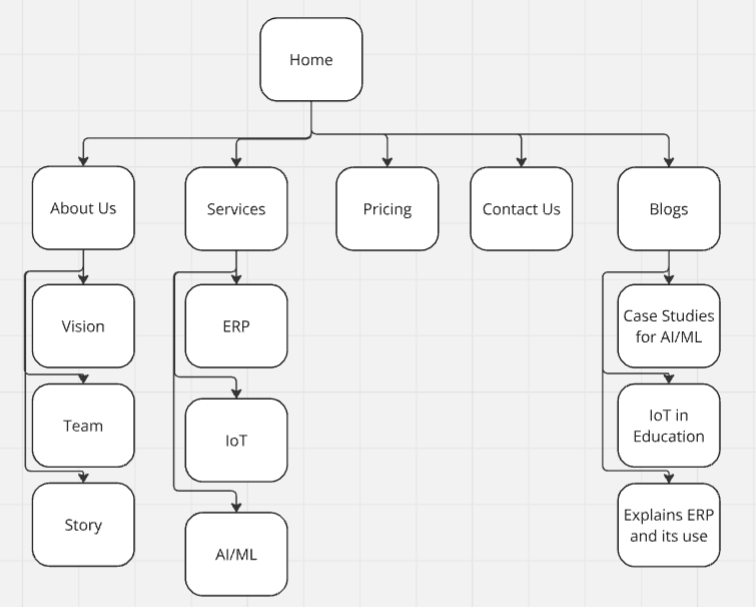 Home
About Us
Services
Pricing
Contact Us
Blogs
Vision
Team
Story
ERP
IoT
AI/ML
Case Studies
for AI/ML
IoT in
Education
Explains ERP
and its use